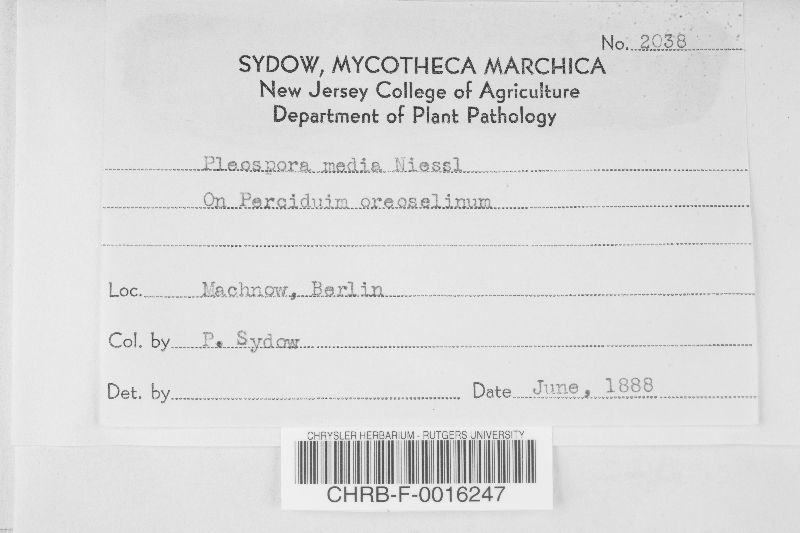 No. 2038
SYDOW, MYCOTHECA MARCHICA
New Jersey College of Agriculture
Department of Plant Pathology
Pleospora media Niessl
On Perciduim oreoselinum
Loc. Machnow, Berlin
Col. by P. Sydow
Det. by
Date June, 1888
CHRYSLER HERBARIUM - RUTGERS UNIVERSITY
CHRB-F-0016247